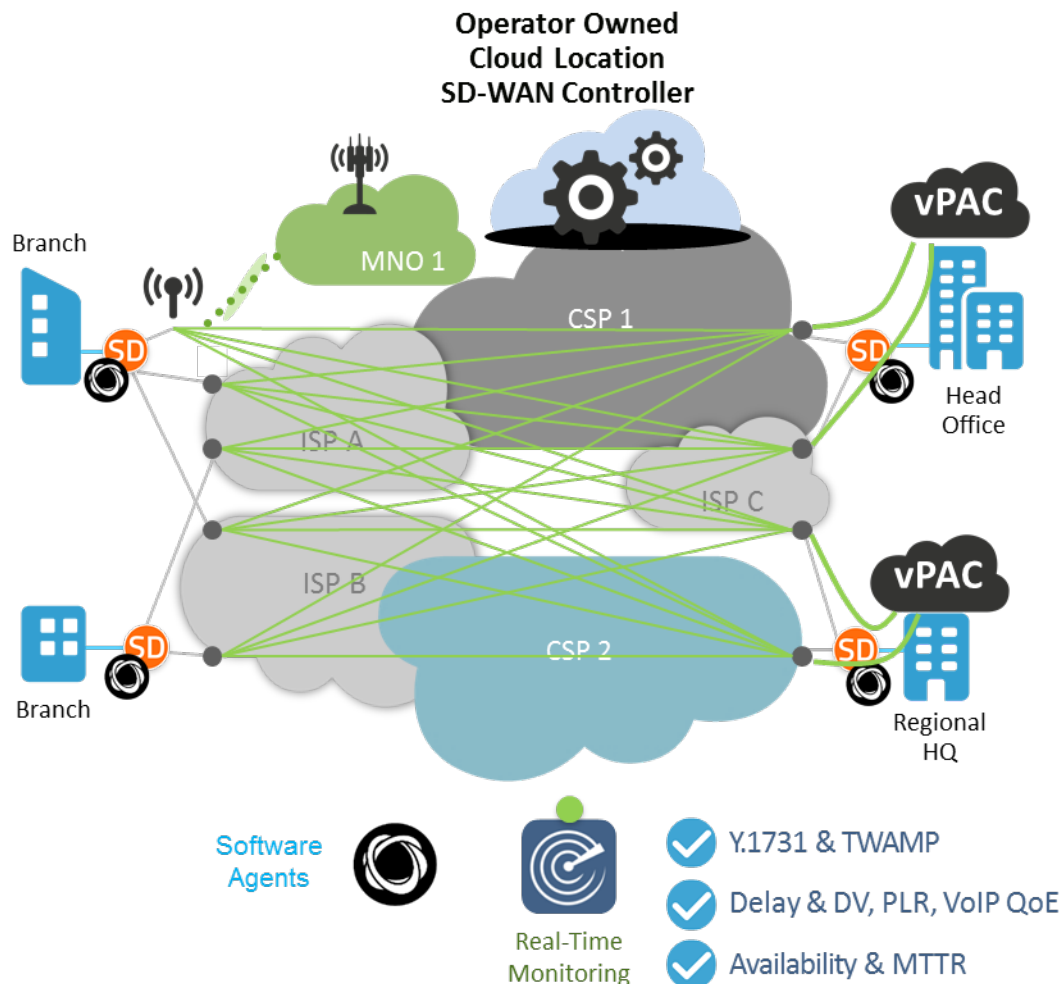 Operator Owned
Cloud Location
SD-WAN Controller
vPAC
Branch
MNO 1
CSP 1
SD
SD
Head
Office
ISP A
ISP C
ISP B
vPAC
SD
SD
CSP 2
Branch
Regional
HQ
Software
Agents
Y.1731 & TWAMP
Delay & DV, PLR, VoIP QoE
Real-Time
Monitoring
Availability & MTTR